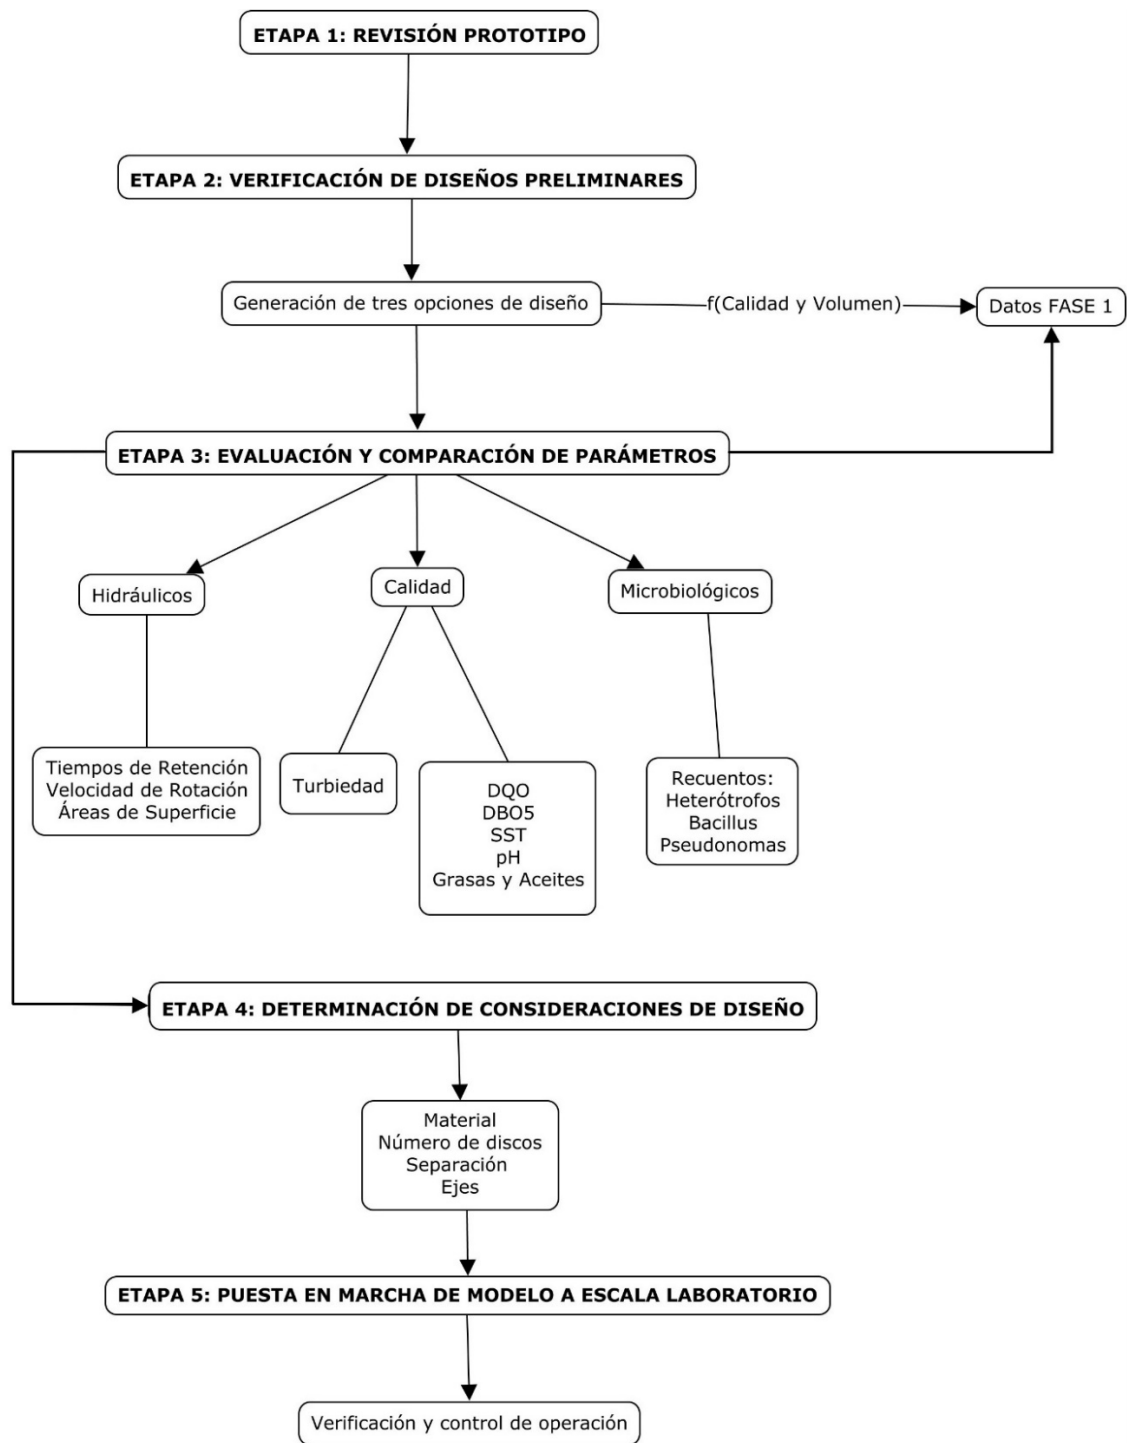 ETAPA 1: REVISIÓN PROTOTIPO
ETAPA 2: VERIFICACIÓN DE DISEÑOS PRELIMINARES
Generación de tres opciones de diseño
f(Calidad y Volumen)
Datos FASE 1
ETAPA 3: EVALUACIÓN Y COMPARACIÓN DE PARÁMETROS
Hidráulicos
Calidad
Microbiológicos
Tiempos de Retención
Velocidad de Rotación
Áreas de Superficie
Turbiedad
DQO
DBO5
SST
pH
Grasas y Aceites
Recuentos:
Heterótrofos
Bacillus
Pseudonomas
ETAPA 4: DETERMINACIÓN DE CONSIDERACIONES DE DISEÑO
Material
Número de discos
Separación
Ejes
ETAPA 5: PUESTA EN MARCHA DE MODELO A ESCALA LABORATORIO
Verificación y control de operación